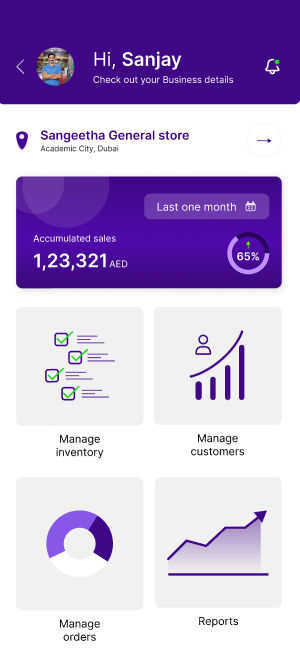 Hi, Sanjay
Check out your Business details
Sangeetha General store
Academic City, Dubai
Last one month
Accumulated sales
1,23,321 AED
65%
Manage
inventory
Manage
customers
Manage
orders
Reports